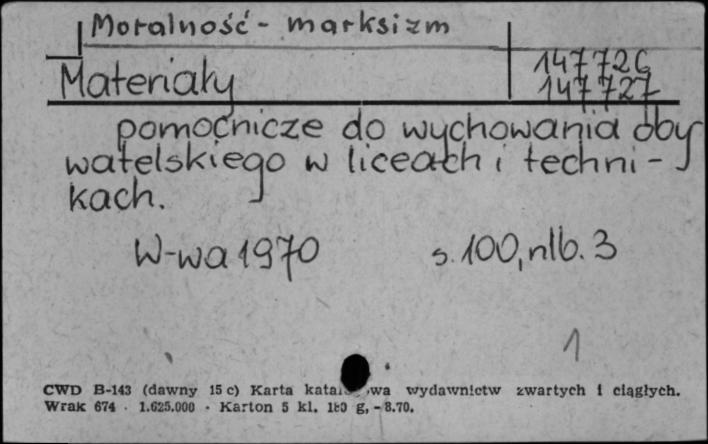 Moralność - marksizm
Materiały
147726
147727
pomocnicze do wychowania oby
watelskiego w liceach i techni-
kach.
W-wa 1970 s. 100, nlb. 3
1
CWD B-143 (dawny 15 c) Karta katalogowa wydawnictw zwartych i ciągłych.
Wrak 674 · 1.625.000 · Karton 5 kl. 180 g, - 8.70.